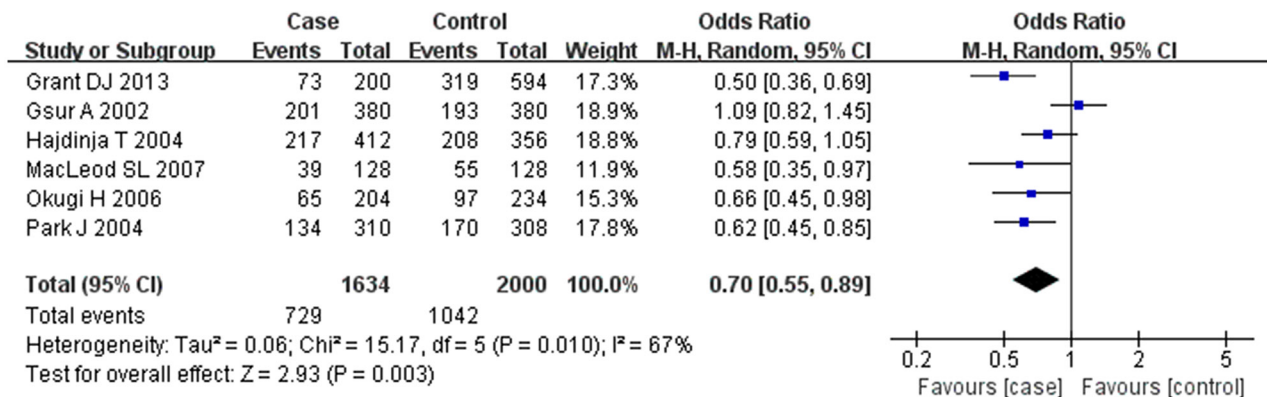 Case Control Odds Ratio Odds Ratio
Study or Subgroup Events Total Events Total Weight M-H, Random, 95% CI M-H, Random, 95% CI
Grant DJ 2013 73 200 319 594 17.3% 0.50 [0.36, 0.69]
Gsur A 2002 201 380 193 380 18.9% 1.09 [0.82, 1.45]
Hajdinja T 2004 217 412 208 356 18.8% 0.79 [0.59, 1.05]
MacLeod SL 2007 39 128 55 128 11.9% 0.58 [0.35, 0.97]
Okugi H 2006 65 204 97 234 15.3% 0.66 [0.45, 0.98]
Park J 2004 134 310 170 308 17.8% 0.62 [0.45, 0.85]
Total (95% CI) 1634 2000 100.0% 0.70 [0.55, 0.89]
Total events 729 1042
Heterogeneity: Tau² = 0.06; Chi² = 15.17, df = 5 (P = 0.010); I² = 67%
Test for overall effect: Z = 2.93 (P = 0.003)
0.2 0.5 1 2 5
Favours [case] Favours [control]